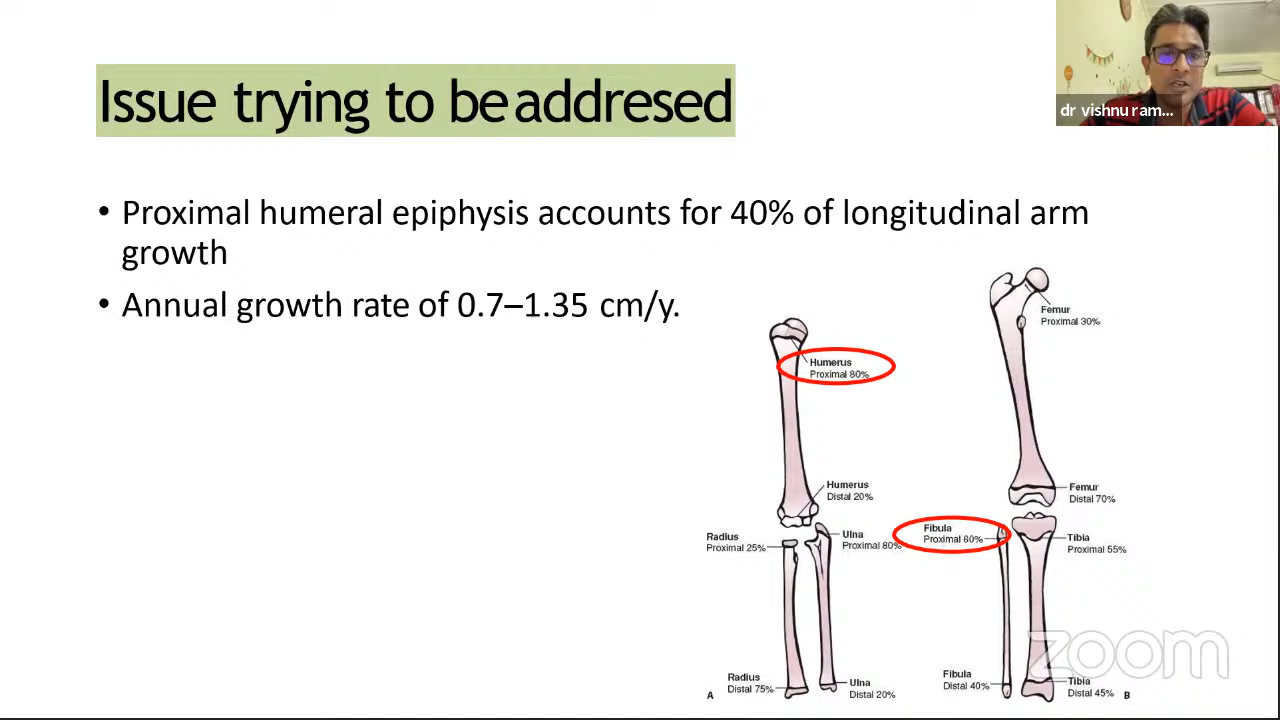 Issue trying to be addresed
dr vishnu ram...
• Proximal humeral epiphysis accounts for 40% of longitudinal arm
growth
• Annual growth rate of 0.7–1.35 cm/y.
Femur
Proximal 30%
Humerus
Proximal 80%
Humerus
Distal 20%
Femur
Distal 70%
Radius
Proximal 25%
Ulna
Proximal 80%
Fibula
Proximal 60%
Tibia
Proximal 55%
Radius
Distal 75%
Ulna
Distal 20%
Fibula
Distal 40%
Tibia
Distal 45%
A
B
zoom